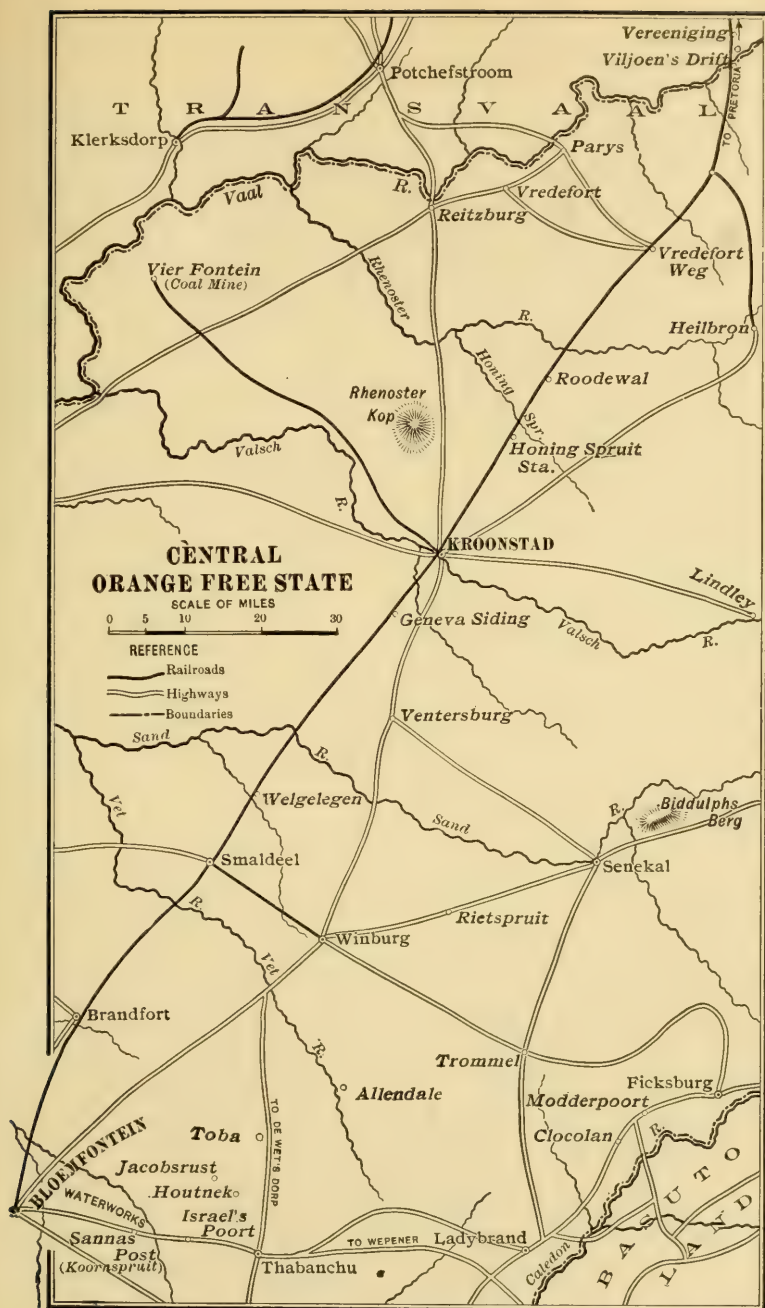 Vereeniging
Viljoen's Drift
TO PRETORIA
Potchefstroom
TRANSVAAL
Klerksdorp
Parys
Vaal
R.
Vredefort
Reitzburg
Vredefort
Weg
Vier Fontein
(Coal Mine)
Rhenoster
R.
Heilbron
Honing
Spr.
Roodewal
Rhenoster
Kop
Honing Spruit
Sta.
Valsch
R.
KROONSTAD
CENTRAL
ORANGE FREE STATE
SCALE OF MILES
0 5 10 20 30
REFERENCE
Railroads
Highways
Boundaries
Lindley
Geneva Siding
Valsch
R.
Ventersburg
Sand
R.
Vet
Welgelegen
Sand
R.
Biddulphs
Berg
Smaldeel
Senekal
R.
Rietspruit
Winburg
Vet
Brandfort
R.
Trommel
Allendale
Ficksburg
Modderpoort
R.
Clocolan
TO DE WET'S DORP
Toba
BLOEMFONTEIN
Jacobsrust
Houtnek
WATERWORKS
Israel's
Poort
Sannas
Post
(Koornspruit)
TO WEPENER
Ladybrand
Thabanchu
Caledon
BASUTO
LAND